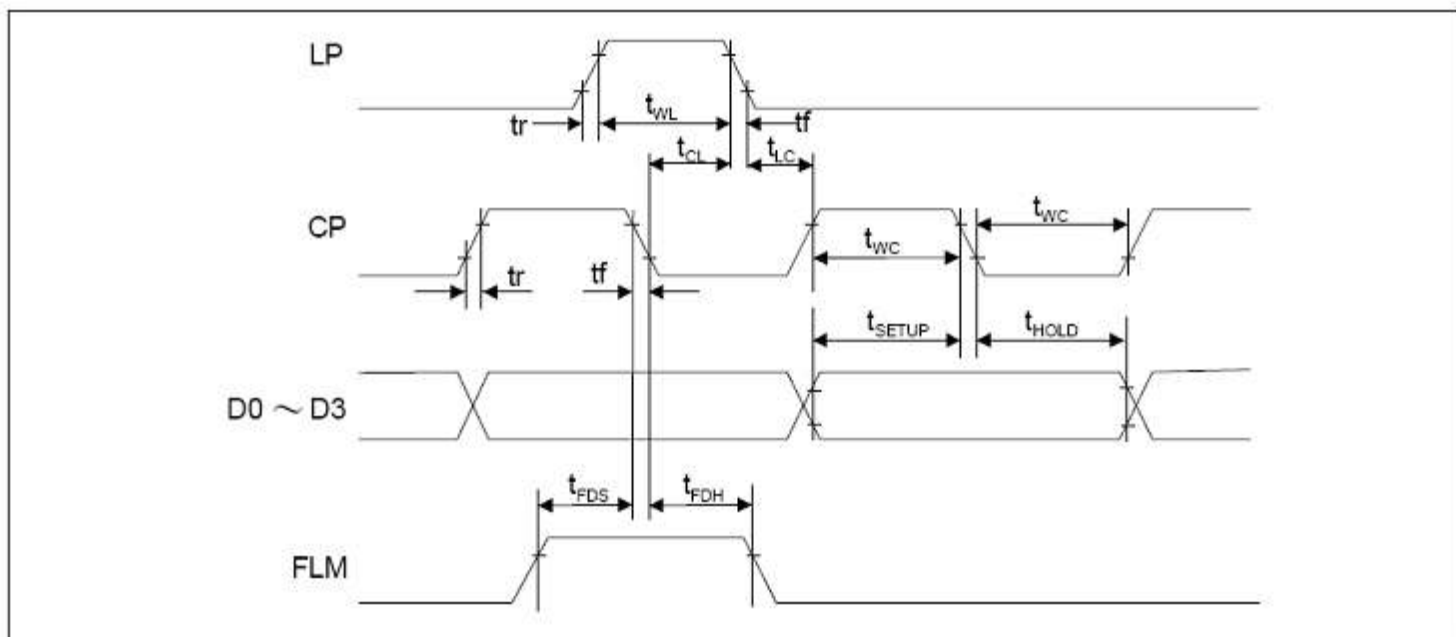 LP
tr
tWL
tf
tCL
tLC
CP
tWC
tWC
tr
tf
tSETUP
tHOLD
D0 ～ D3
tFDS
tFDH
FLM